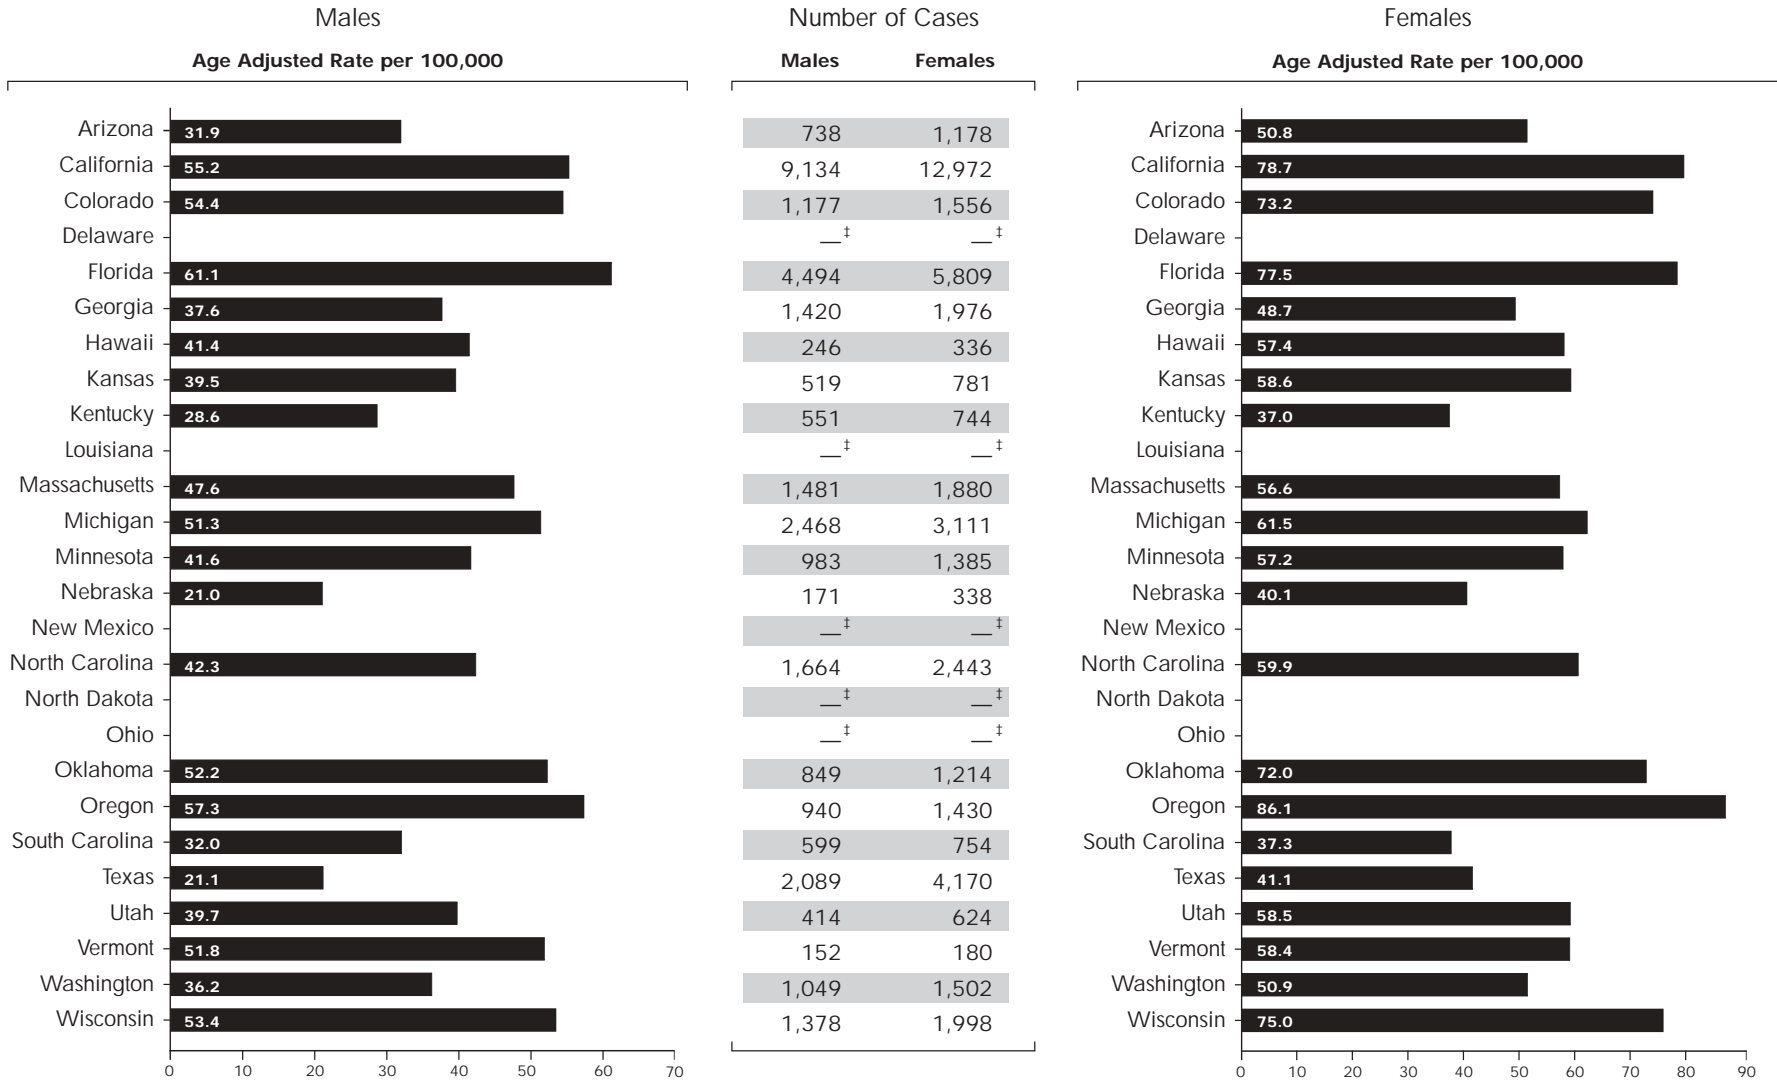 Males Number of Cases Females
Age Adjusted Rate per 100,000 Males Females Age Adjusted Rate per 100,000
Arizona 31.9 738 1,178 Arizona 50.8
California 55.2 9,134 12,972 California 78.7
Colorado 54.4 1,177 1,556 Colorado 73.2
Delaware —‡ —‡ Delaware
Florida 61.1 4,494 5,809 Florida 77.5
Georgia 37.6 1,420 1,976 Georgia 48.7
Hawaii 41.4 246 336 Hawaii 57.4
Kansas 39.5 519 781 Kansas 58.6
Kentucky 28.6 551 744 Kentucky 37.0
Louisiana —‡ —‡ Louisiana
Massachusetts 47.6 1,481 1,880 Massachusetts 56.6
Michigan 51.3 2,468 3,111 Michigan 61.5
Minnesota 41.6 983 1,385 Minnesota 57.2
Nebraska 21.0 171 338 Nebraska 40.1
New Mexico —‡ —‡ New Mexico
North Carolina 42.3 1,664 2,443 North Carolina 59.9
North Dakota —‡ —‡ North Dakota
Ohio —‡ —‡ Ohio
Oklahoma 52.2 849 1,214 Oklahoma 72.0
Oregon 57.3 940 1,430 Oregon 86.1
South Carolina 32.0 599 754 South Carolina 37.3
Texas 21.1 2,089 4,170 Texas 41.1
Utah 39.7 414 624 Utah 58.5
Vermont 51.8 152 180 Vermont 58.4
Washington 36.2 1,049 1,502 Washington 50.9
Wisconsin 53.4 1,378 1,998 Wisconsin 75.0
0 10 20 30 40 50 60 70 0 10 20 30 40 50 60 70 80 90